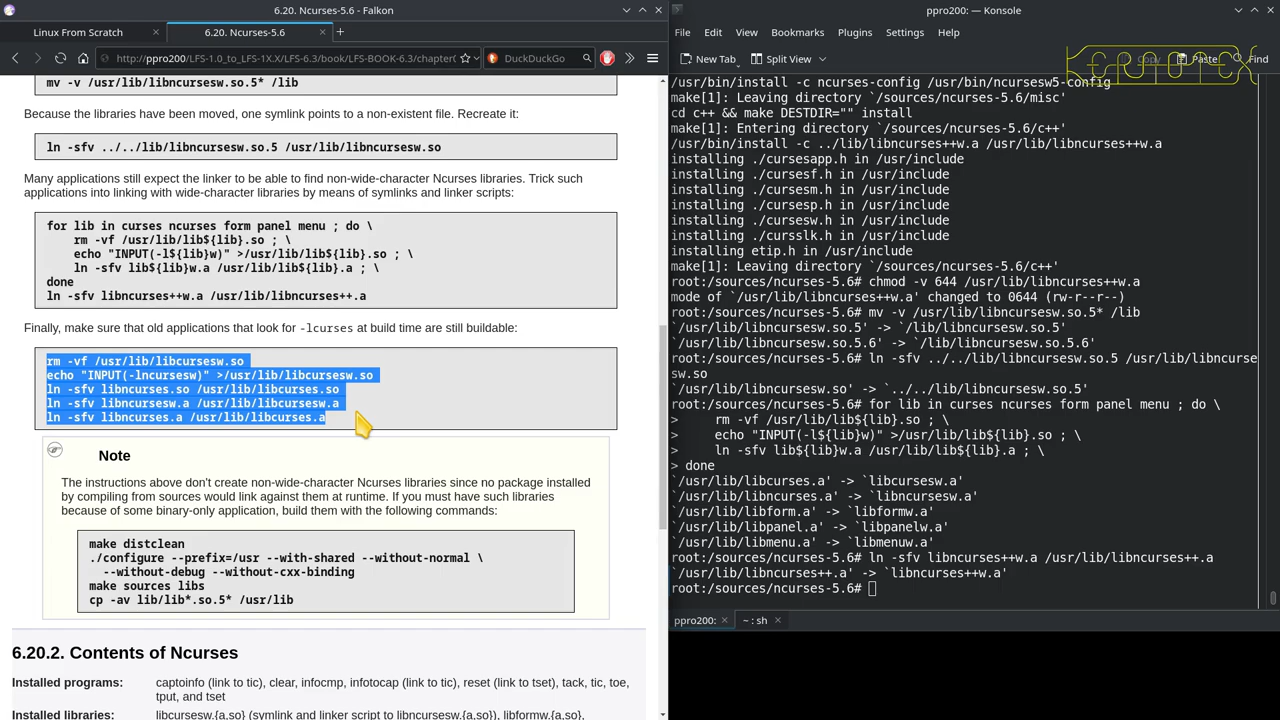 6.20. Ncurses-5.6 - Falkon
Linux From Scratch
6.20. Ncurses-5.6
http://ppro200/LFS-1.0_to_LFS-1X.X/LFS-6.3/book/LFS-BOOK-6.3/chapter0
DuckDuckGo
mv -v /usr/lib/libncursesw.so.5* /lib
Because the libraries have been moved, one symlink points to a non-existent file. Recreate it:
ln -sfv ../../lib/libncursesw.so.5 /usr/lib/libncursesw.so
Many applications still expect the linker to be able to find non-wide-character Ncurses libraries. Trick such
applications into linking with wide-character libraries by means of symlinks and linker scripts:
for lib in curses ncurses form panel menu ; do \
rm -vf /usr/lib/lib${lib}.so ; \
echo "INPUT(-l${lib}w)" >/usr/lib/lib${lib}.so ; \
ln -sfv lib${lib}w.a /usr/lib/lib${lib}.a ; \
done
ln -sfv libncurses++w.a /usr/lib/libncurses++.a
Finally, make sure that old applications that look for -lcurses at build time are still buildable:
rm -vf /usr/lib/libcursesw.so
echo "INPUT(-lncursesw)" >/usr/lib/libcursesw.so
ln -sfv libncurses.so /usr/lib/libcurses.so
ln -sfv libncursesw.a /usr/lib/libcursesw.a
ln -sfv libncurses.a /usr/lib/libcurses.a
Note
The instructions above don't create non-wide-character Ncurses libraries since no package installed
by compiling from sources would link against them at runtime. If you must have such libraries
because of some binary-only application, build them with the following commands:
make distclean
./configure --prefix=/usr --with-shared --without-normal \
--without-debug --without-cxx-binding
make sources libs
cp -av lib/lib*.so.5* /usr/lib
6.20.2. Contents of Ncurses
Installed programs: captoinfo (link to tic), clear, infocmp, infotocap (link to tic), reset (link to tset), tack, tic, toe,
tput, and tset
Installed libraries: libcursesw.{a,so} (symlink and linker script to libncursesw.{a,so}), libformw.{a,so},
ppro200: — Konsole
File Edit View Bookmarks Plugins Settings Help
New Tab Split View Copy Paste Find
/usr/bin/install -c ncurses-config /usr/bin/ncursesw5-config
make[1]: Leaving directory `/sources/ncurses-5.6/misc'
cd c++ && make DESTDIR="" install
make[1]: Entering directory `/sources/ncurses-5.6/c++'
/usr/bin/install -c ../lib/libncurses++w.a /usr/lib/libncurses++w.a
installing ./cursesapp.h in /usr/include
installing ./cursesf.h in /usr/include
installing ./cursesm.h in /usr/include
installing ./cursesp.h in /usr/include
installing ./cursesw.h in /usr/include
installing ./cursslk.h in /usr/include
installing etip.h in /usr/include
make[1]: Leaving directory `/sources/ncurses-5.6/c++'
root:/sources/ncurses-5.6# chmod -v 644 /usr/lib/libncurses++w.a
mode of `/usr/lib/libncurses++w.a' changed to 0644 (rw-r--r--)
root:/sources/ncurses-5.6# mv -v /usr/lib/libncursesw.so.5* /lib
`/usr/lib/libncursesw.so.5' -> `/lib/libncursesw.so.5'
`/usr/lib/libncursesw.so.5.6' -> `/lib/libncursesw.so.5.6'
root:/sources/ncurses-5.6# ln -sfv ../../lib/libncursesw.so.5 /usr/lib/libncurse
sw.so
`/usr/lib/libncursesw.so' -> `../../lib/libncursesw.so.5'
root:/sources/ncurses-5.6# for lib in curses ncurses form panel menu ; do \
> rm -vf /usr/lib/lib${lib}.so ; \
> echo "INPUT(-l${lib}w)" >/usr/lib/lib${lib}.so ; \
> ln -sfv lib${lib}w.a /usr/lib/lib${lib}.a ; \
> done
`/usr/lib/libcurses.a' -> `libcursesw.a'
`/usr/lib/libncurses.a' -> `libncursesw.a'
`/usr/lib/libform.a' -> `libformw.a'
`/usr/lib/libpanel.a' -> `libpanelw.a'
`/usr/lib/libmenu.a' -> `libmenuw.a'
root:/sources/ncurses-5.6# ln -sfv libncurses++w.a /usr/lib/libncurses++.a
`/usr/lib/libncurses++.a' -> `libncurses++w.a'
root:/sources/ncurses-5.6#
ppro200: ~ : sh